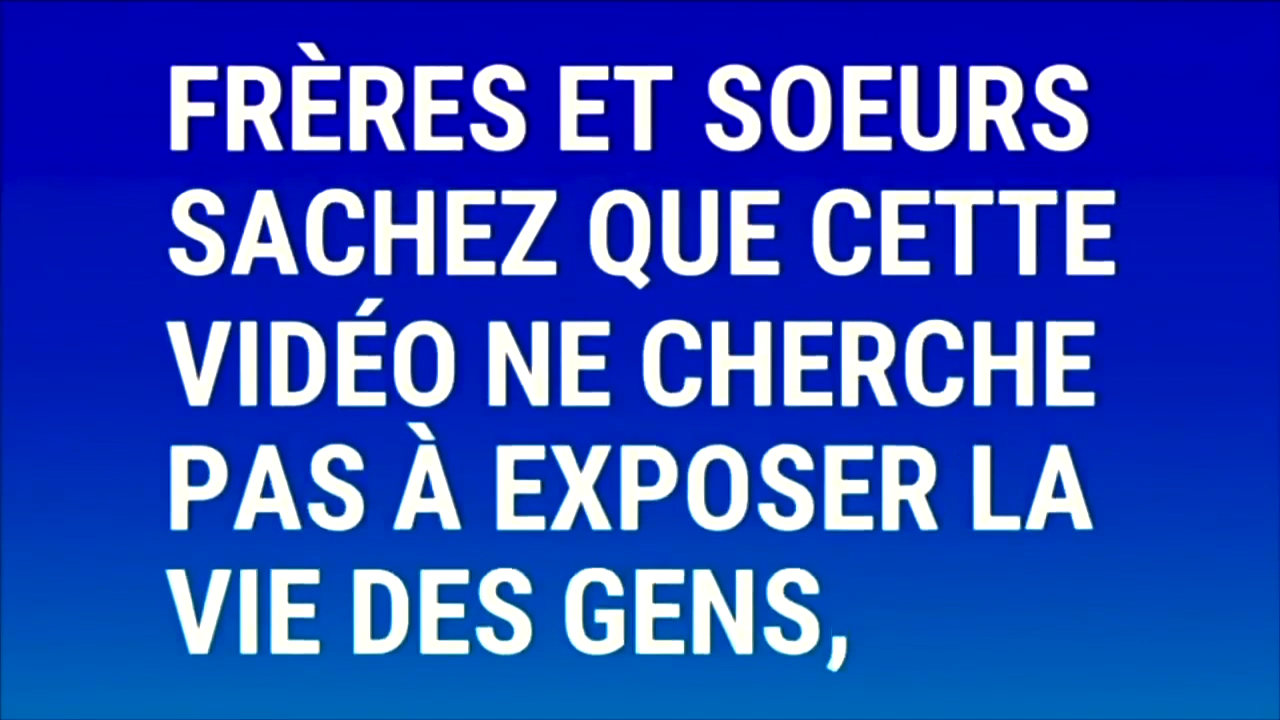 FRÈRES ET SOEURS
SACHEZ QUE CETTE
VIDÉO NE CHERCHE
PAS À EXPOSER LA
VIE DES GENS,